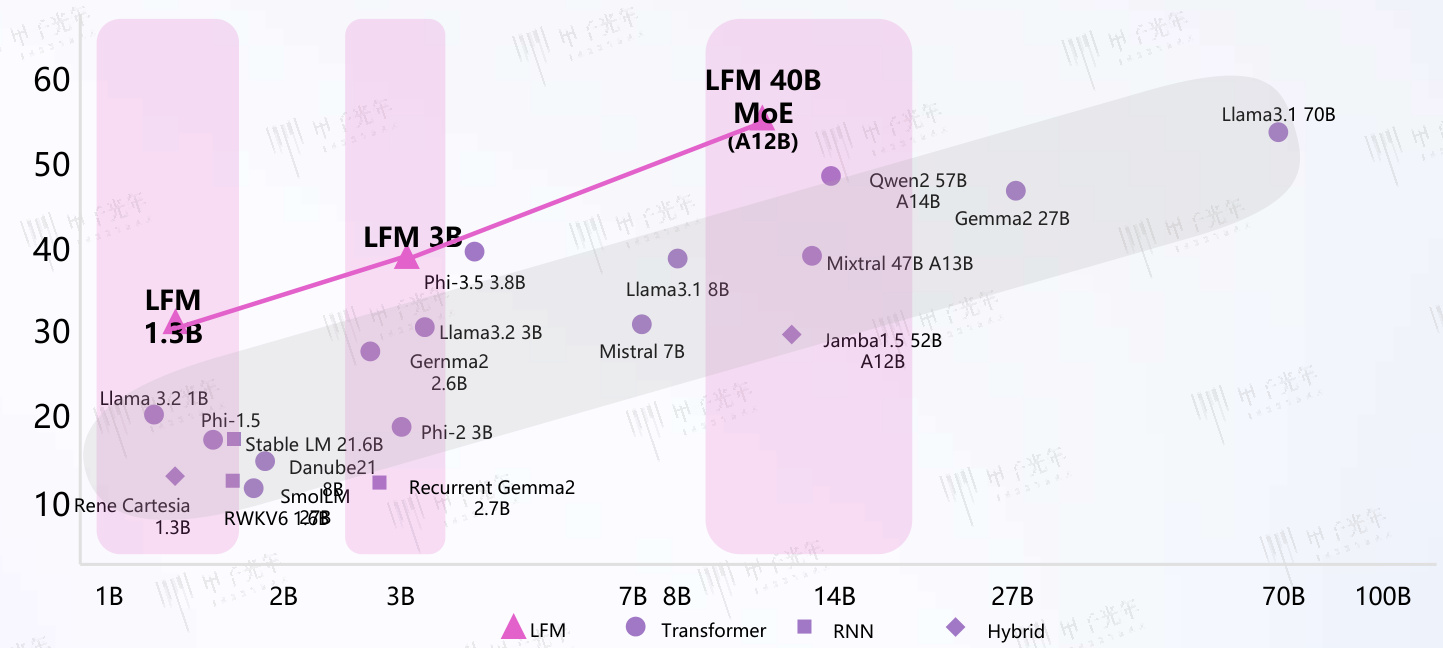 60
50
40
30
20
10
LFM 40B
MoE
(A12B)
Llama3.1 70B
Qwen2 57B
A14B
Gemma2 27B
LFM 3B
Phi-3.5 3.8B
Mixtral 47B A13B
Llama3.1 8B
LFM
1.3B
Llama3.2 3B
Mistral 7B
Jamba1.5 52B
A12B
Gernma2
2.6B
Llama 3.2 1B
Phi-1.5
Phi-2 3B
Stable LM 21.6B
Danube21
8B
SmolLM
Rene Cartesia
1.3B
RWKV6 1.6B
Recurrent Gemma2
2.7B
1B
2B
3B
7B
8B
14B
27B
70B
100B
LFM
Transformer
RNN
Hybrid